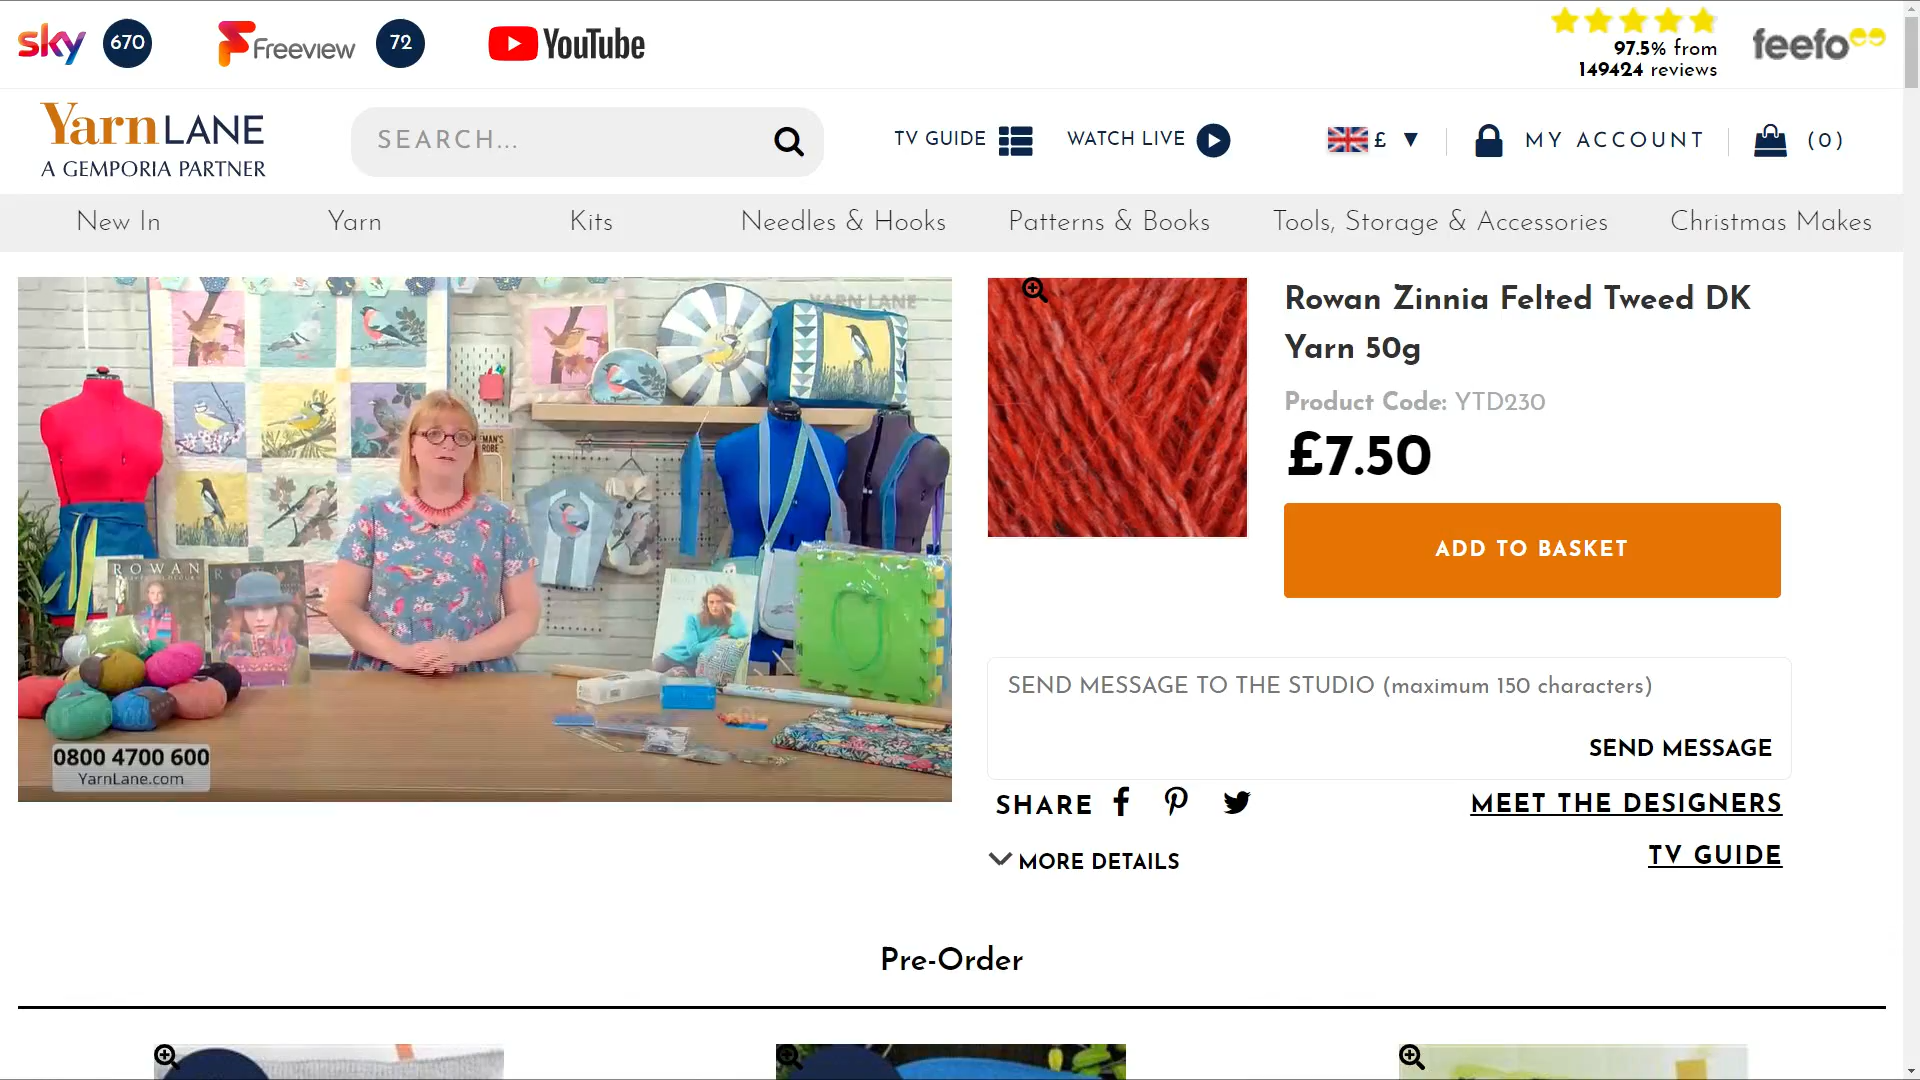 sky 670 Freeview 72 YouTube
97.5% from
149424 reviews
feefo
Yarn LANE
A GEMPORIA PARTNER
SEARCH...
TV GUIDE
WATCH LIVE
£ ▼
MY ACCOUNT
(0)
New In Yarn Kits Needles & Hooks Patterns & Books Tools, Storage & Accessories Christmas Makes
YARN LANE
ROWAN
ROWAN
0800 4700 600
YarnLane.com
Rowan Zinnia Felted Tweed DK
Yarn 50g
Product Code: YTD230
£7.50
ADD TO BASKET
SEND MESSAGE TO THE STUDIO (maximum 150 characters)
SEND MESSAGE
SHARE
MEET THE DESIGNERS
MORE DETAILS
TV GUIDE
Pre-Order